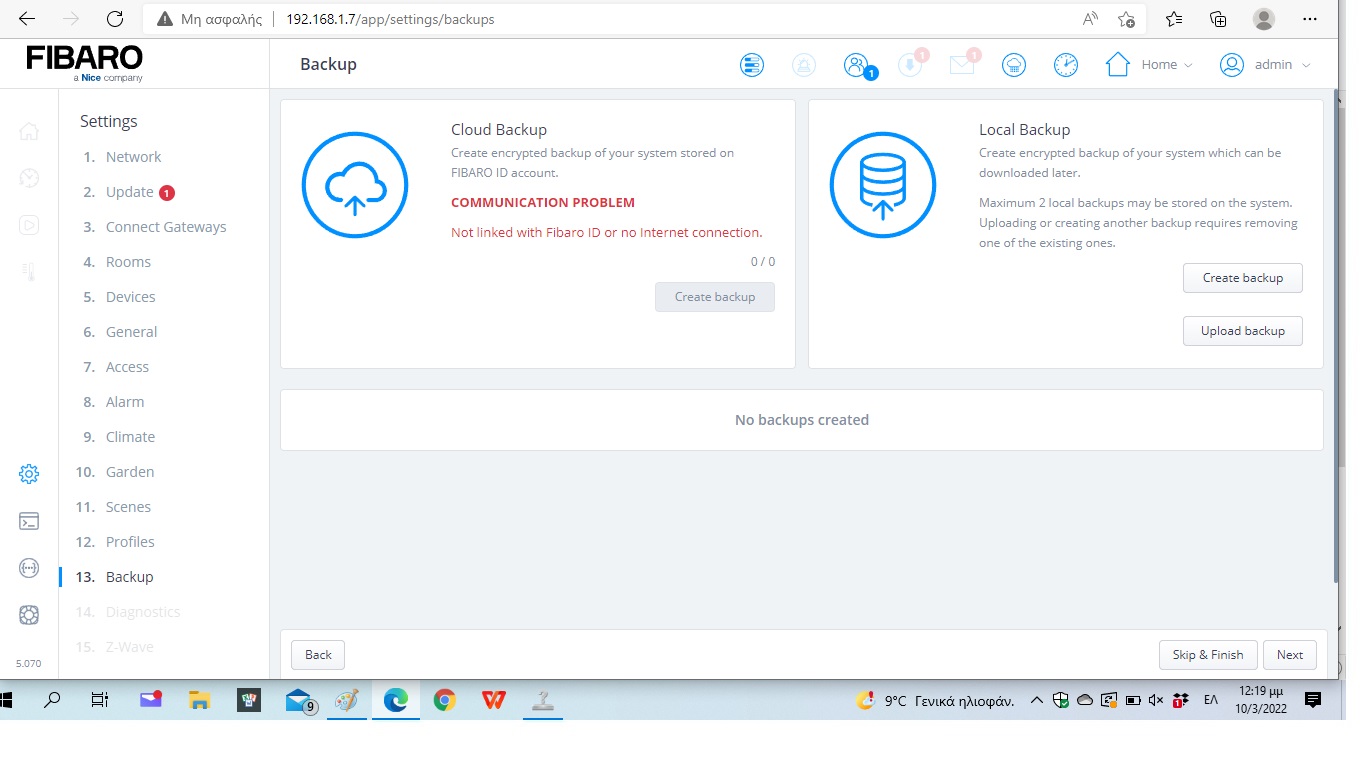 Μη ασφαλής
192.168.1.7/app/settings/backups
FIBARO
a Nice company
Backup
1
1
1
Home
admin
Settings
1. Network
2. Update 1
3. Connect Gateways
4. Rooms
5. Devices
6. General
7. Access
8. Alarm
9. Climate
10. Garden
11. Scenes
12. Profiles
13. Backup
14. Diagnostics
15. Z-Wave
5.070
Cloud Backup
Create encrypted backup of your system stored on
FIBARO ID account.
COMMUNICATION PROBLEM
Not linked with Fibaro ID or no Internet connection.
0 / 0
Create backup
Local Backup
Create encrypted backup of your system which can be
downloaded later.
Maximum 2 local backups may be stored on the system.
Uploading or creating another backup requires removing
one of the existing ones.
Create backup
Upload backup
No backups created
Back
Skip & Finish
Next
9
9°C Γενικά ηλιοφάν.
1
ΕΛ
12:19 μμ
10/3/2022